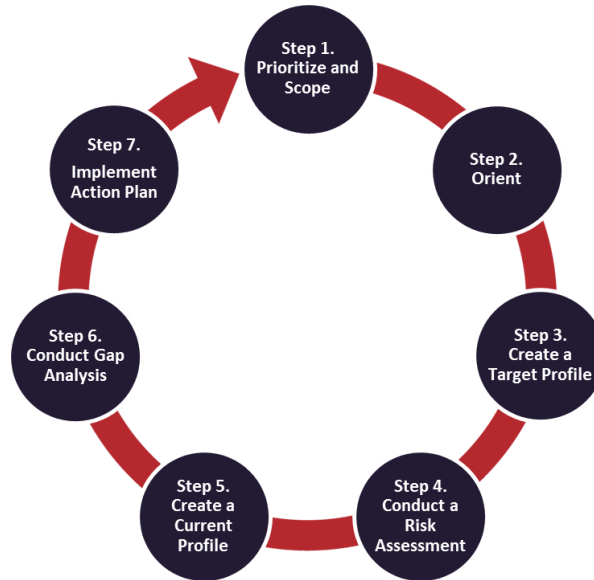 Step 1.
Prioritize and
Scope
Step 2.
Orient
Step 3.
Create a
Target Profile
Step 4.
Conduct a
Risk
Assessment
Step 5.
Create a
Current
Profile
Step 6.
Conduct Gap
Analysis
Step 7.
Implement
Action Plan